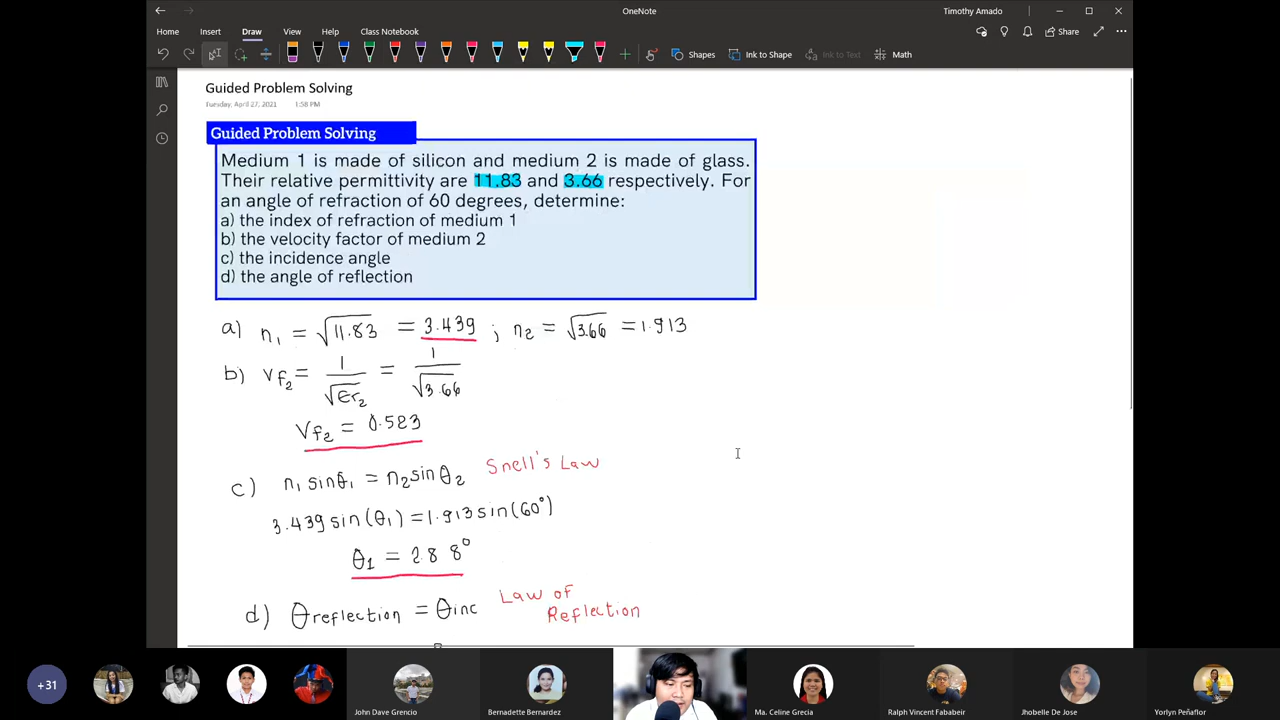 OneNote
Timothy Amado
Home Insert Draw View Help Class Notebook
Shapes Ink to Shape Ink to Text Math Share
Guided Problem Solving
Tuesday, April 27, 2021 1:58 PM
Guided Problem Solving
Medium 1 is made of silicon and medium 2 is made of glass.
Their relative permittivity are 11.83 and 3.66 respectively. For
an angle of refraction of 60 degrees, determine:
a) the index of refraction of medium 1
b) the velocity factor of medium 2
c) the incidence angle
d) the angle of reflection
a) n₁ = √11.83 = 3.439 ; n₂ = √3.66 = 1.913
b) Vf₂ = 1/√εr₂ = 1/√3.66
Vf₂ = 0.523
c) n₁ sinθ₁ = n₂ sinθ₂ Snell's Law
3.439 sin(θ₁) = 1.913 sin(60°)
θ₁ = 28.8°
d) θreflection = θinc Law of
Reflection
+31
John Dave Grencio
Bernadette Bernardez
Ma. Celine Grecia
Ralph Vincent Fababeir
Jhobelle De Jose
Yorlyn Peñaflor